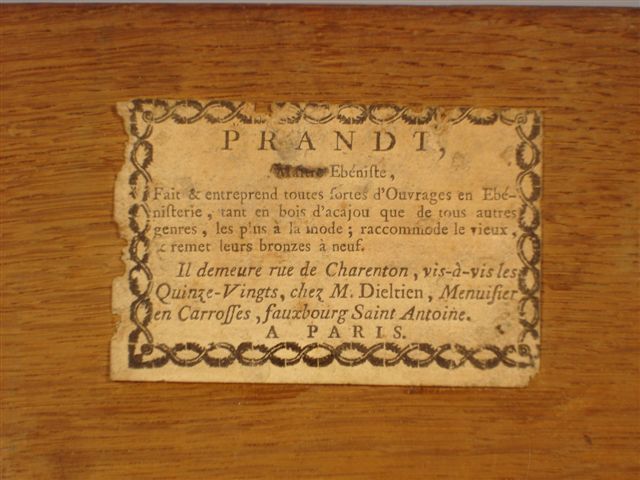 PRANDT,
Maître Ebéniste,
Fait & entreprend toutes ſortes d'Ouvrages en Ebé-
niſterie, tant en bois d'acajou que de tous autres
genres, les plus à la mode; raccommode le vieux,
& remet leurs bronzes à neuf.
Il demeure rue de Charenton, vis-à-vis les
Quinze-Vingts, chez M. Dieltien, Menuiſier
en Carroſſes, fauxbourg Saint Antoine.
A PARIS.